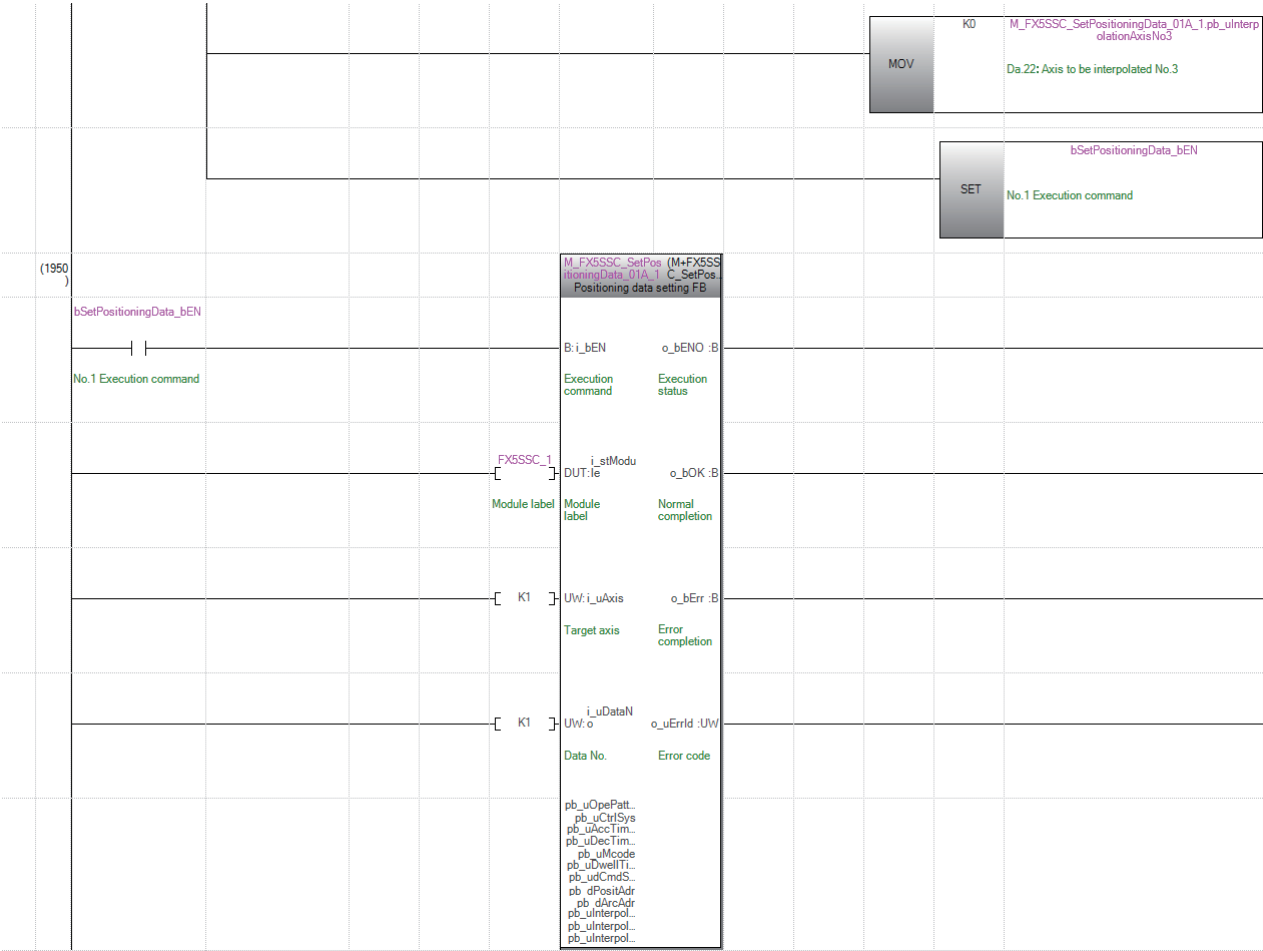 K0
M_FX5SSC_SetPositioningData_01A_1.pb_uInterp
olationAxisNo3
MOV
Da.22: Axis to be interpolated No.3
bSetPositioningData_bEN
SET
No.1 Execution command
(1950
)
M_FX5SSC_SetPos (M+FX5SS
itioningData_01A_1 C_SetPos..
Positioning data setting FB
bSetPositioningData_bEN
B: i_bEN
o_bENO :B
No.1 Execution command
Execution
command
Execution
status
FX5SSC_1
i_stModu
DUT:le
o_bOK :B
Module label
Module
label
Normal
completion
K1
UW: i_uAxis
o_bErr :B
Target axis
Error
completion
K1
i_uDataN
UW: o
o_uErrId :UW
Data No.
Error code
pb_uOpePatt...
pb_uCtrlSys
pb_uAccTim...
pb_uDecTim...
pb_uMcode
pb_uDwellTi...
pb_udCmdS...
pb_dPositAdr
pb_dArcAdr
pb_uInterpol...
pb_uInterpol...
pb_uInterpol...